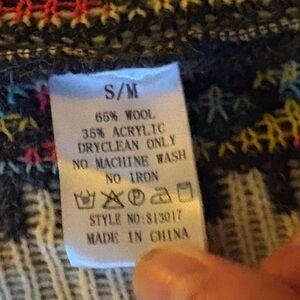 S/M
65% WOOL
35% ACRYLIC
DRYCLEAN ONLY
NO MACHINE WASH
NO IRON
STYLE NO:S13017
MADE IN CHINA